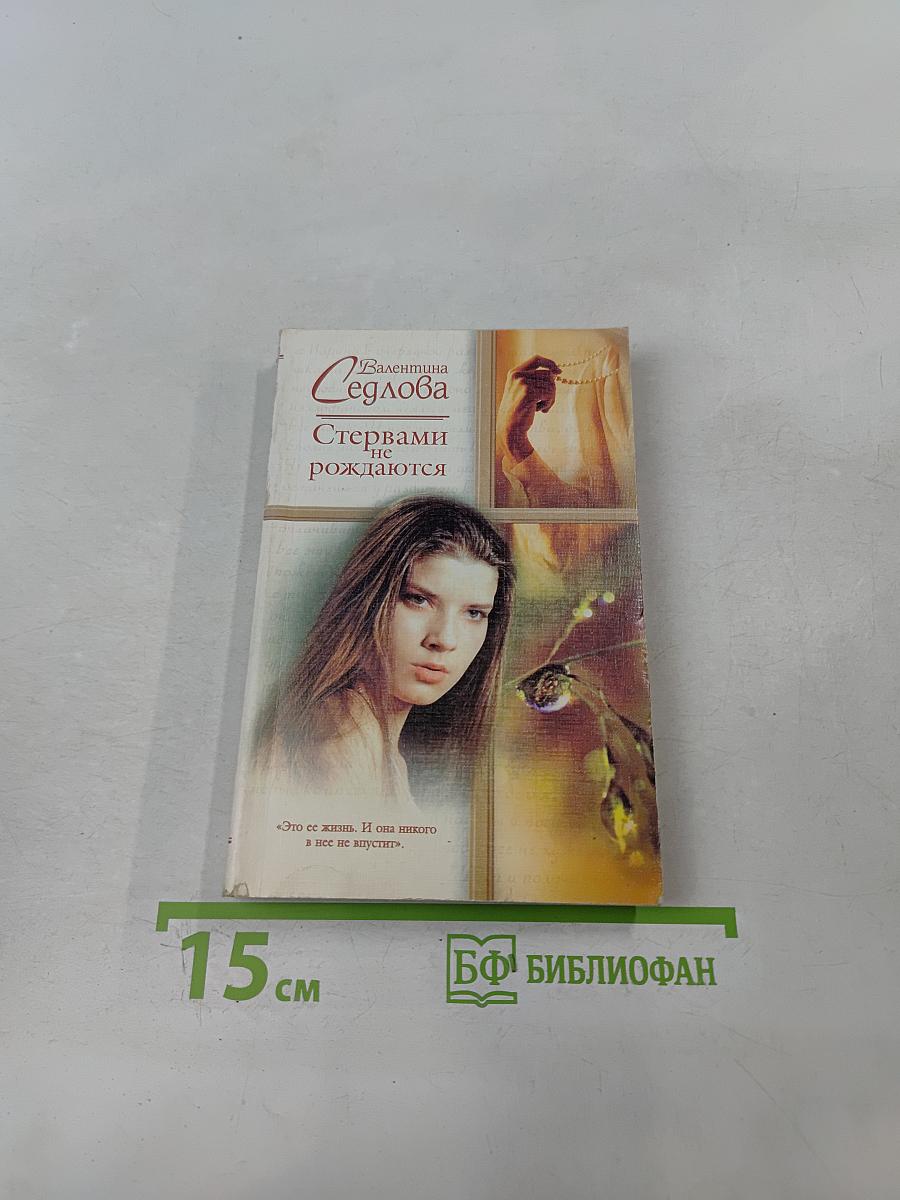 Валентина
Седлова
Стервами
не
рождаются
«Это ее жизнь. И она никого
в нее не впустит».
15 см
БФ БИБЛИОФАН